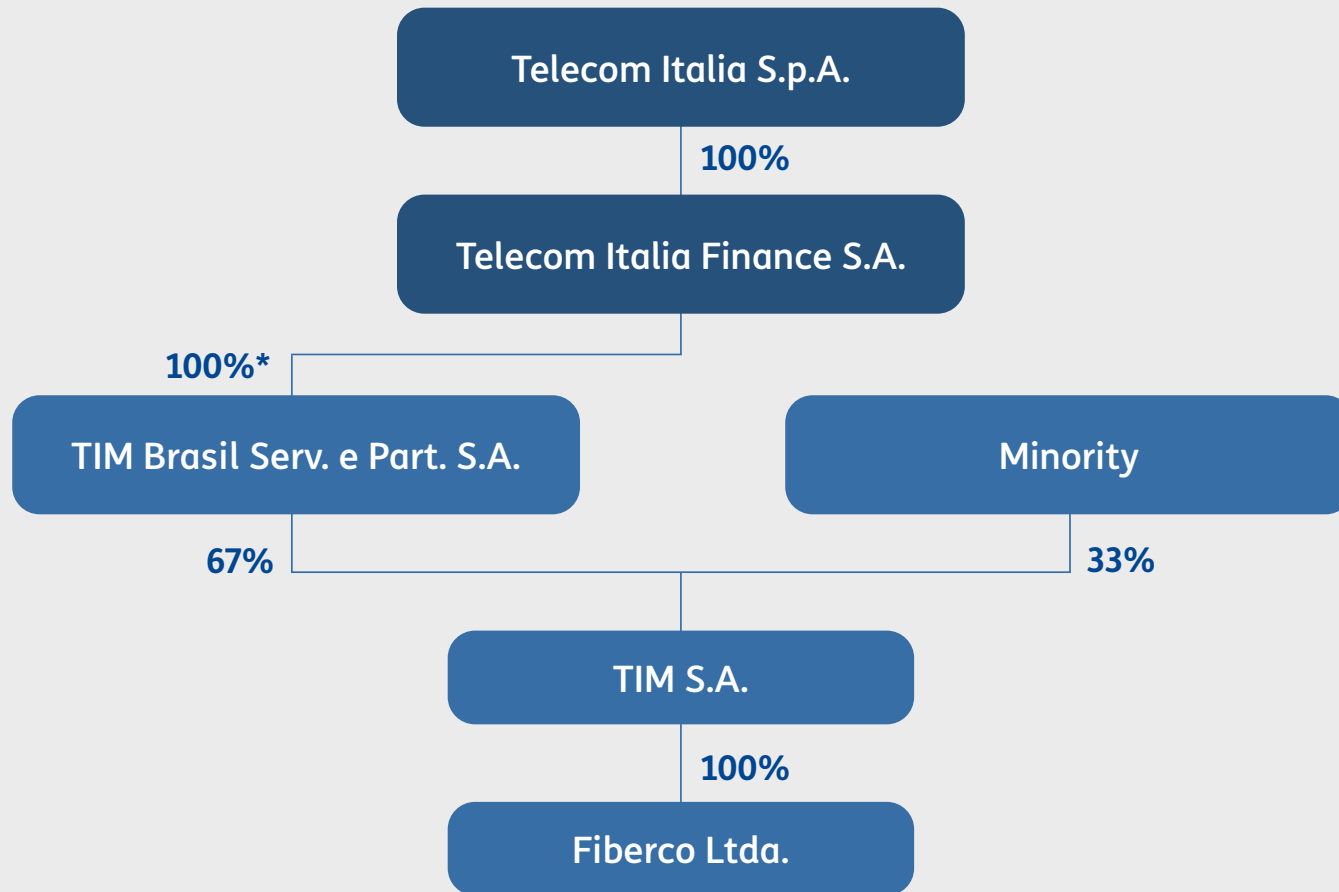 Telecom Italia S.p.A.
100%
Telecom Italia Finance S.A.
100%*
TIM Brasil Serv. e Part. S.A.
Minority
67%
33%
TIM S.A.
100%
Fiberco Ltda.